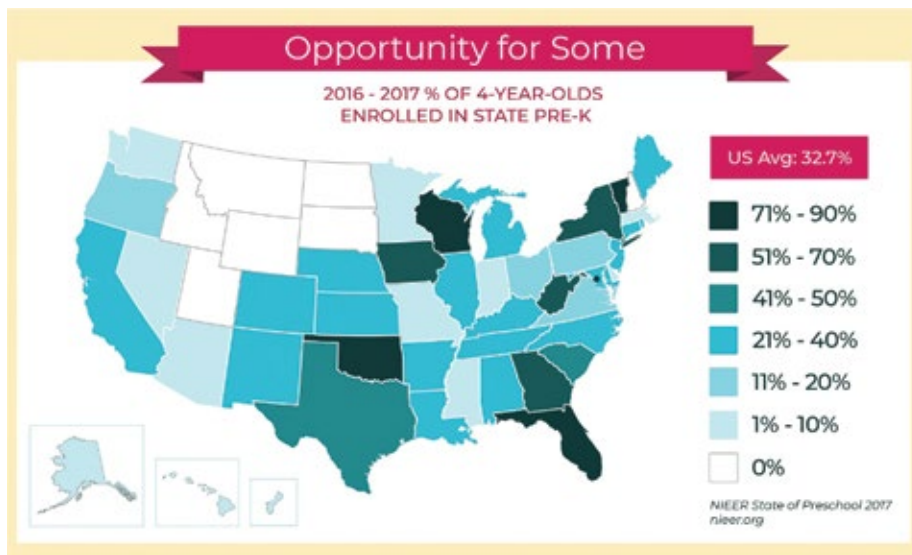 Opportunity for Some
2016 - 2017 % OF 4-YEAR-OLDS
ENROLLED IN STATE PRE-K
US Avg: 32.7%
71% - 90%
51% - 70%
41% - 50%
21% - 40%
11% - 20%
1% - 10%
0%
NIEER State of Preschool 2017
nieer.org